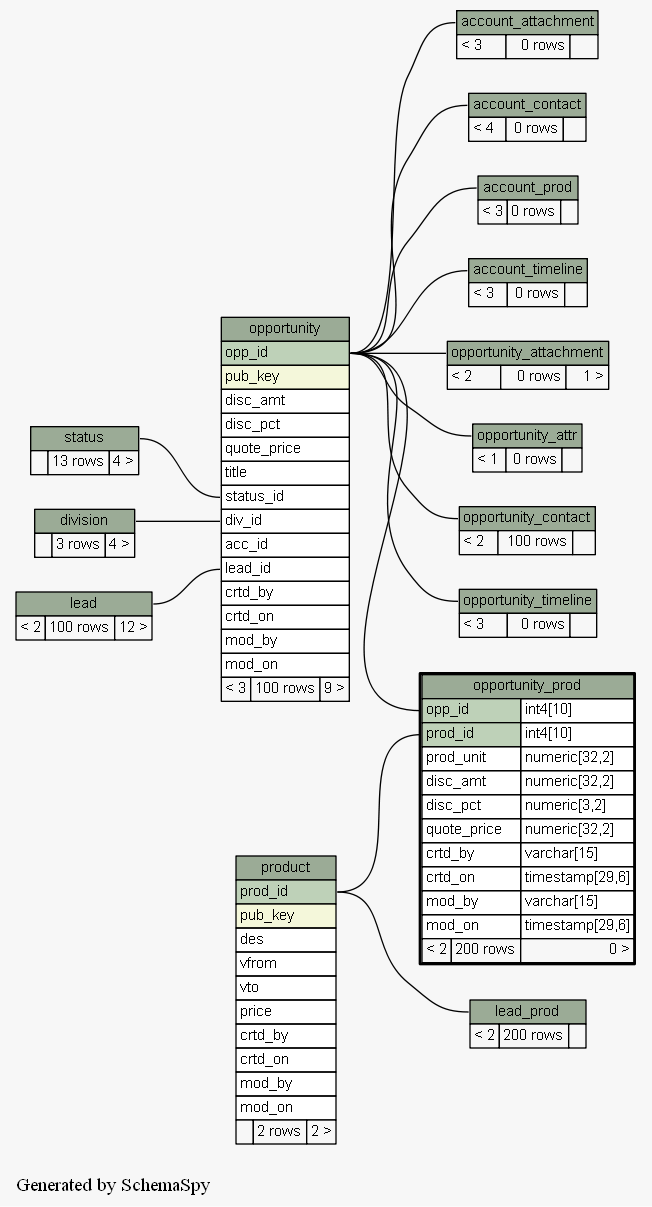 account_attachment
< 3 0 rows
account_contact
< 4 0 rows
account_prod
< 3 0 rows
account_timeline
< 3 0 rows
opportunity
opp_id
pub_key
disc_amt
disc_pct
quote_price
title
status_id
div_id
acc_id
lead_id
crtd_by
crtd_on
mod_by
mod_on
< 3 100 rows 9 >
opportunity_attachment
< 2 0 rows 1 >
status
13 rows 4 >
opportunity_attr
< 1 0 rows
division
3 rows 4 >
opportunity_contact
< 2 100 rows
lead
< 2 100 rows 12 >
opportunity_timeline
< 3 0 rows
opportunity_prod
opp_id int4[10]
prod_id int4[10]
prod_unit numeric[32,2]
disc_amt numeric[32,2]
disc_pct numeric[3,2]
quote_price numeric[32,2]
crtd_by varchar[15]
crtd_on timestamp[29,6]
mod_by varchar[15]
mod_on timestamp[29,6]
< 2 200 rows 0 >
product
prod_id
pub_key
des
vfrom
vto
price
crtd_by
crtd_on
mod_by
mod_on
2 rows 2 >
lead_prod
< 2 200 rows
Generated by SchemaSpy